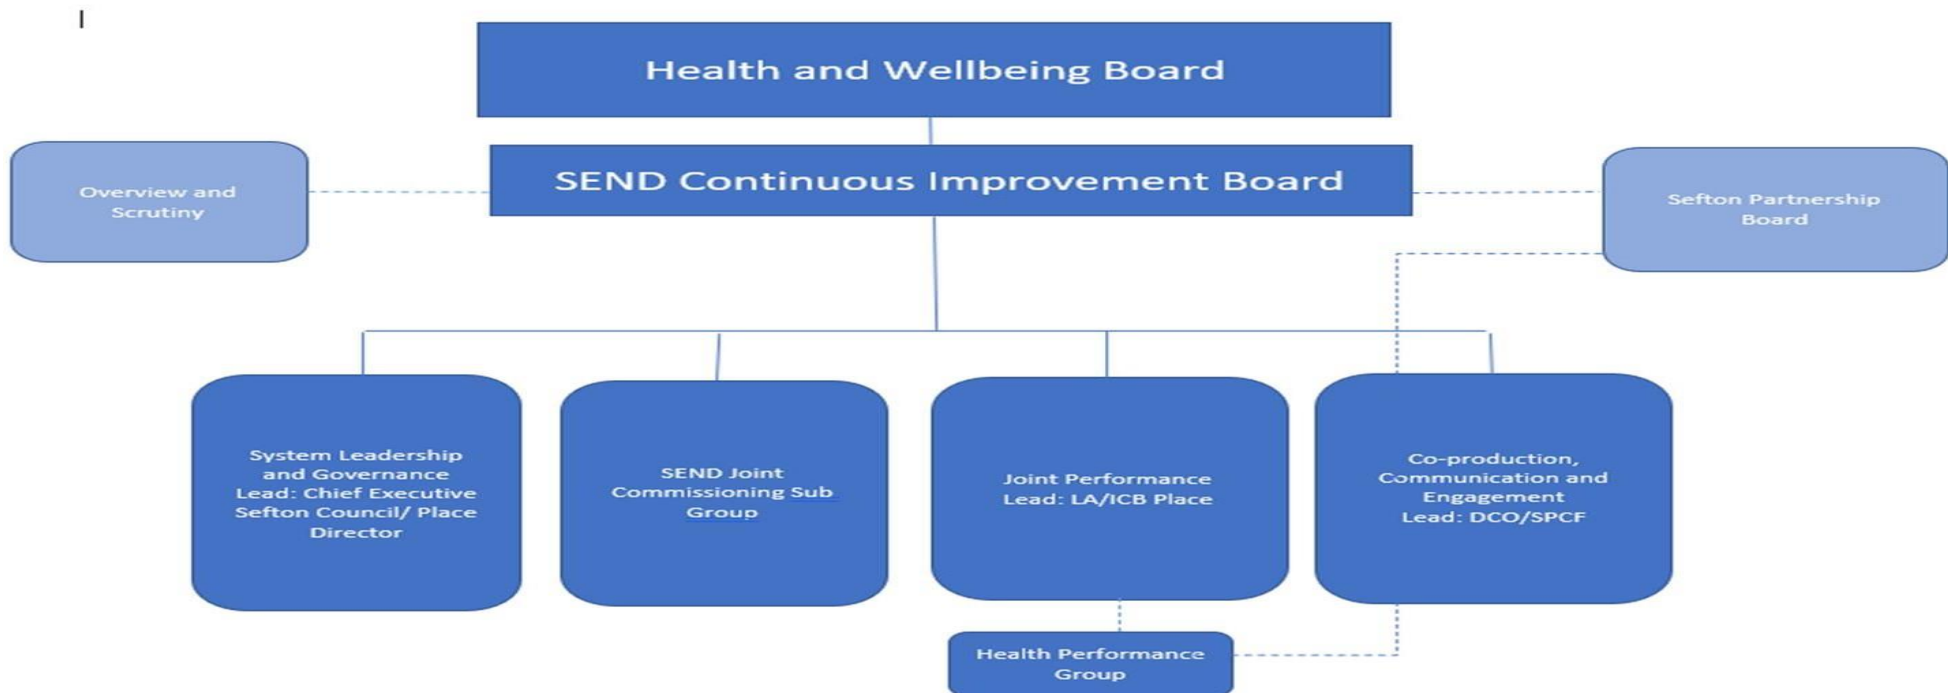 Health and Wellbeing Board
SEND Continuous Improvement Board
Overview and
Scrutiny
Sefton Partnership
Board
System Leadership
and Governance
Lead: Chief Executive
Sefton Council/ Place
Director
SEND Joint
Commissioning Sub
Group
Joint Performance
Lead: LA/ICB Place
Co-production,
Communication and
Engagement
Lead: DCO/SPCF
Health Performance
Group